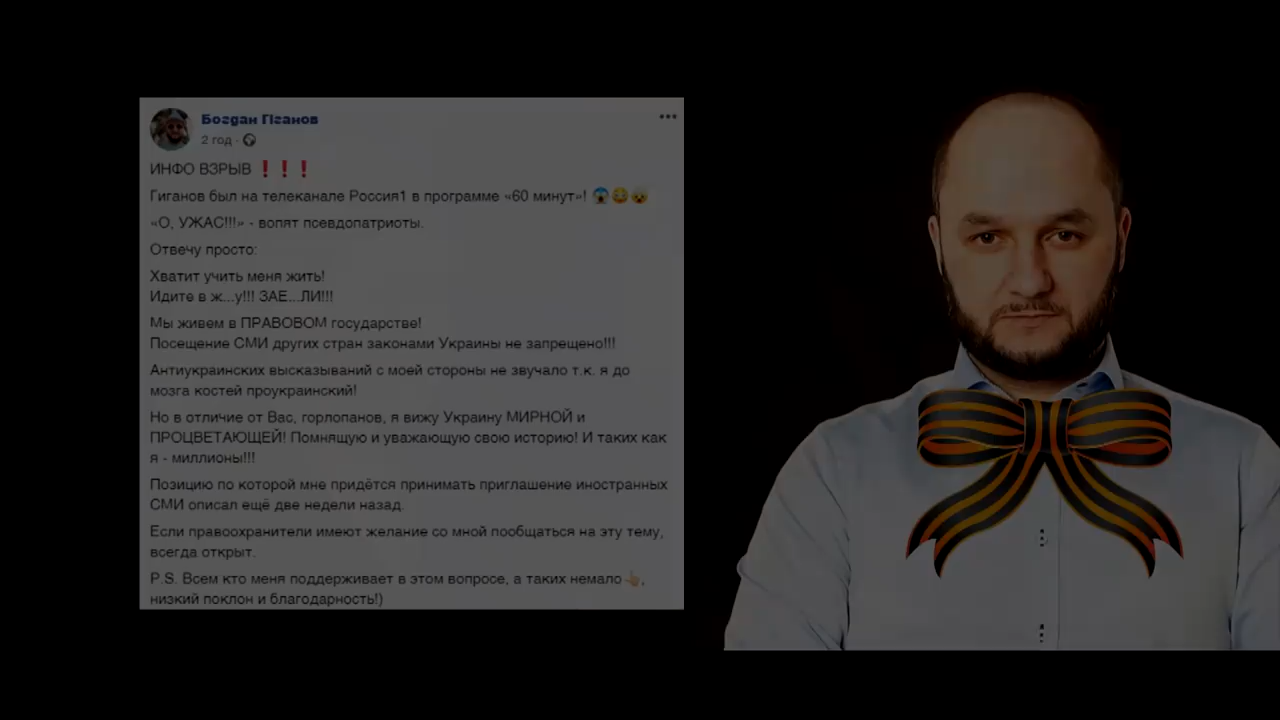 Богдан Гіганов
2 год ·
ИНФО ВЗРЫВ ❗❗❗
Гиганов был на телеканале Россия1 в программе «60 минут»! 😱😂🤯
«О, УЖАС!!!» - вопят псевдопатриоты.
Отвечу просто:
Хватит учить меня жить!
Идите в ж...у!!! ЗАЕ...ЛИ!!!
Мы живем в ПРАВОВОМ государстве!
Посещение СМИ других стран законами Украины не запрещено!!!
Антиукраинских высказываний с моей стороны не звучало т.к. я до
мозга костей проукраинский!
Но в отличие от Вас, горлопанов, я вижу Украину МИРНОЙ и
ПРОЦВЕТАЮЩЕЙ! Помнящую и уважающую свою историю! И таких как
я - миллионы!!!
Позицию по которой мне придётся принимать приглашение иностранных
СМИ описал ещё две недели назад.
Если правоохранители имеют желание со мной пообщаться на эту тему,
всегда открыт.
P.S. Всем кто меня поддерживает в этом вопросе, а таких немало👆,
низкий поклон и благодарность!)